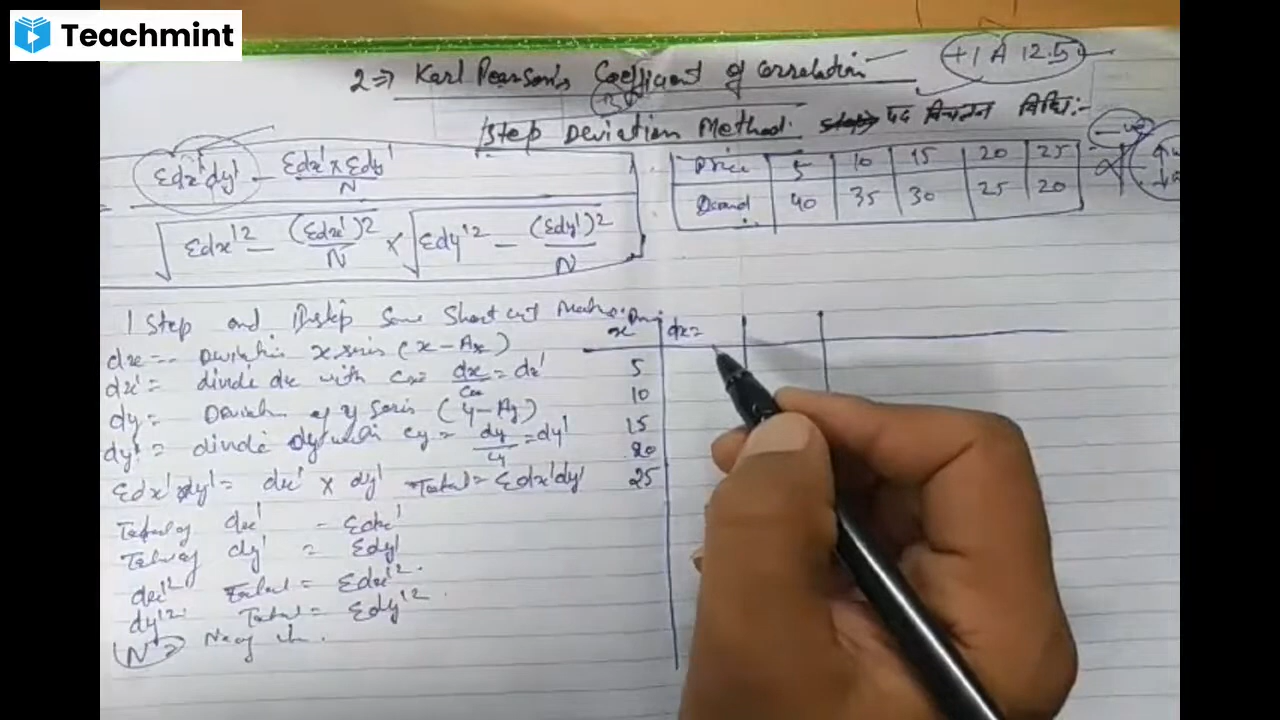 Teachmint
2⇒ Karl Pearson's Coefficient of Correlation
+1 A 12.5
Step Deviation Method: पद विचलन विधि:-
Σdx'dy' - Σdx' × Σdy' / N
√Σdx'² - (Σdx')² / N × √Σdy'² - (Σdy')² / N
Price 5 10 15 20 25
Demand 40 35 30 25 20
1 Step and IInd step Same Short cut
dx = Deviation x series (x - Ax)
dx' = divide dx with = dx / = dx'
dy = of y series (y - Ay)
dy' = divide dy with cy = dy / cy = dy'
Σdx'dy' = dx' × dy' Total = Σdx'dy'
Total of dx' = Σdx'
Total of dy' = Σdy'
dx'² Total = Σdx'²
dy'² Total = Σdy'²
N =
x dx =
5
10
15
20
25